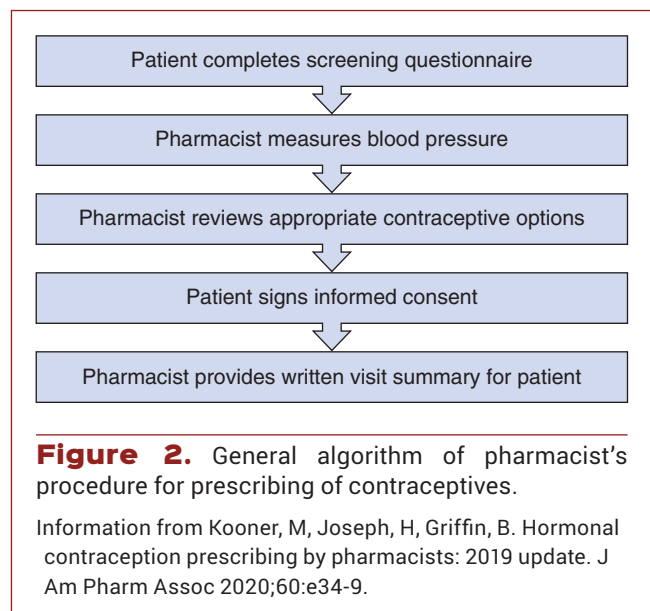 Patient completes screening questionnaire
Pharmacist measures blood pressure
Pharmacist reviews appropriate contraceptive options
Patient signs informed consent
Pharmacist provides written visit summary for patient
Figure 2. General algorithm of pharmacist's
procedure for prescribing of contraceptives.
Information from Kooner, M, Joseph, H, Griffin, B. Hormonal
contraception prescribing by pharmacists: 2019 update. J
Am Pharm Assoc 2020;60:e34-9.